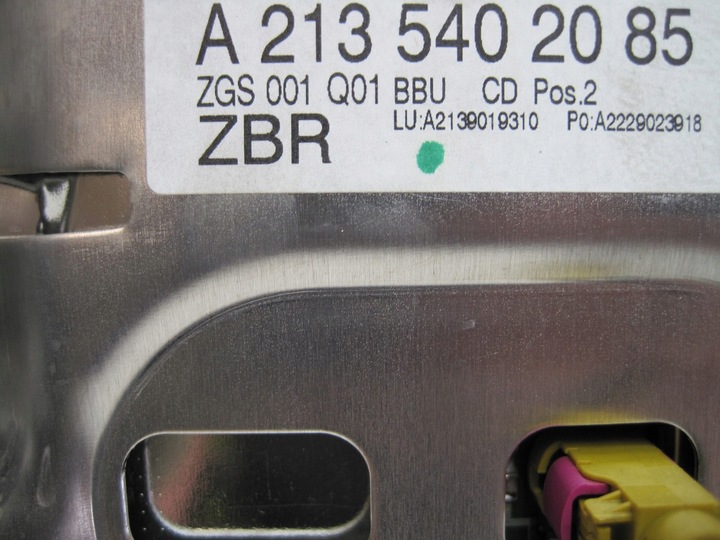 A 213 540 20 85
ZGS 001 Q01 BBU CD Pos.2
ZBR LU:A2139019310 P0:A2229023918